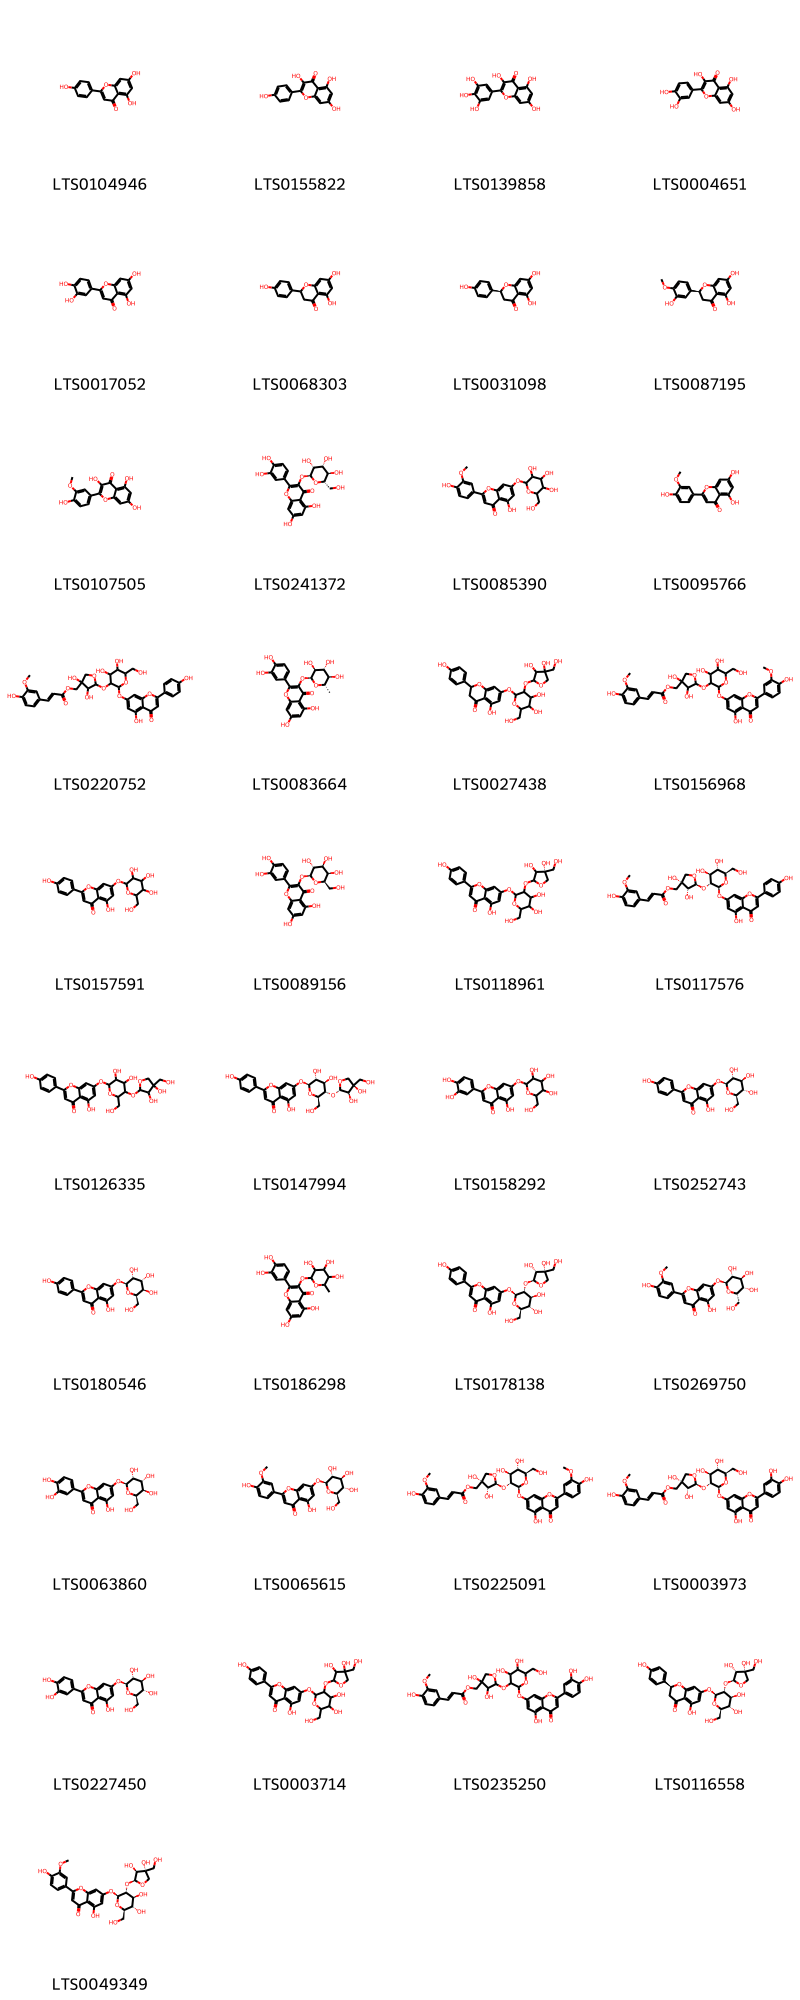 LTS0104946 LTS0155822 LTS0139858 LTS0004651
LTS0017052 LTS0068303 LTS0031098 LTS0087195
LTS0107505 LTS0241372 LTS0085390 LTS0095766
LTS0220752 LTS0083664 LTS0027438 LTS0156968
LTS0157591 LTS0089156 LTS0118961 LTS0117576
LTS0126335 LTS0147994 LTS0158292 LTS0252743
LTS0180546 LTS0186298 LTS0178138 LTS0269750
LTS0063860 LTS0065615 LTS0225091 LTS0003973
LTS0227450 LTS0003714 LTS0235250 LTS0116558
LTS0049349